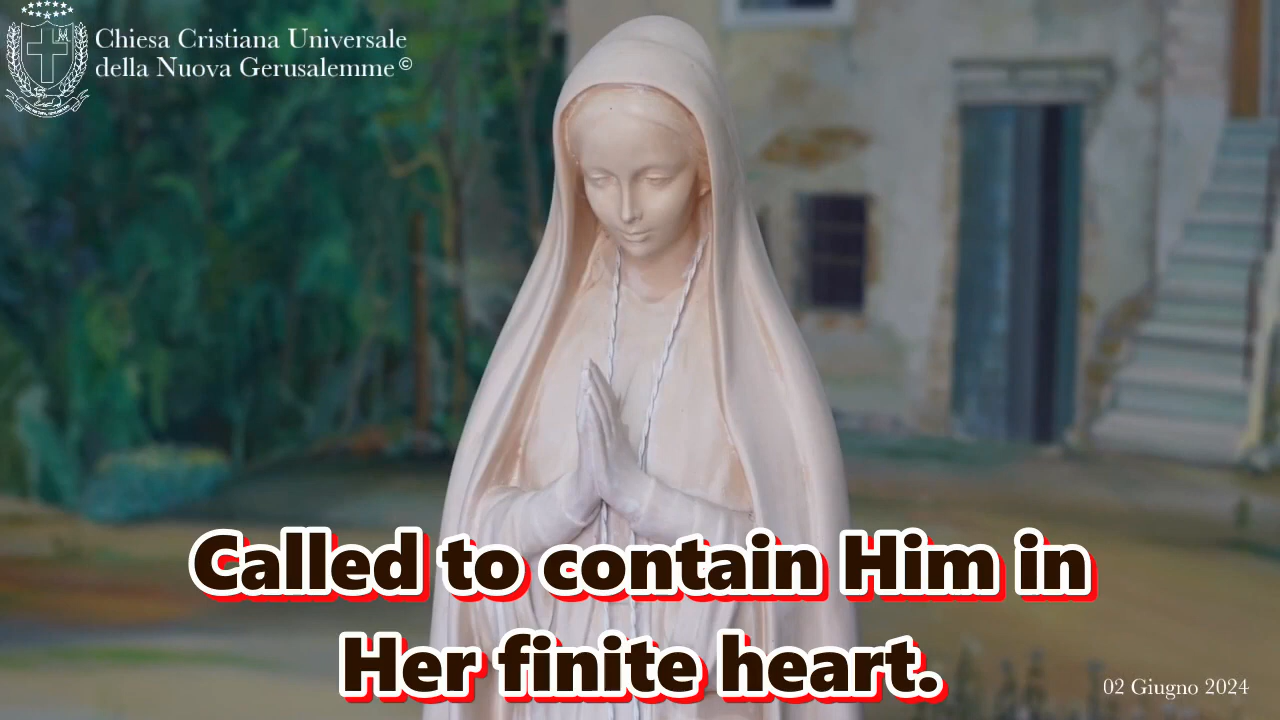 Chiesa Cristiana Universale
della Nuova Gerusalemme©
Called to contain Him in
Her finite heart.
02 Giugno 2024